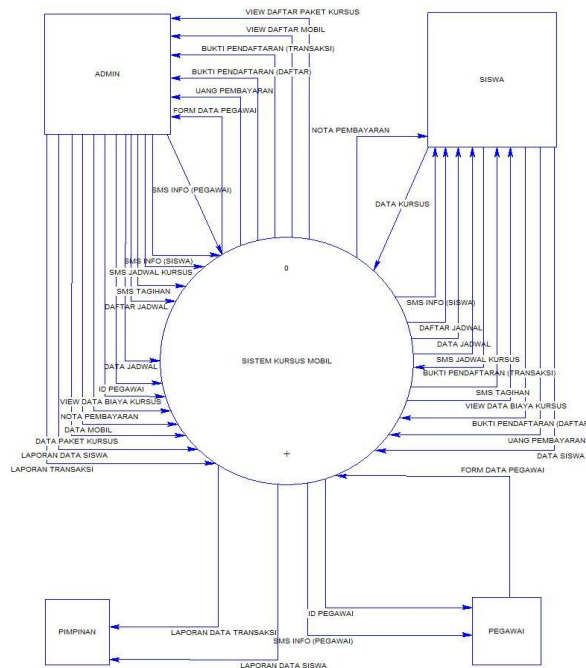 VIEW DAFTAR PAKET KURSUS
VIEW DAFTAR MOBIL
BUKTI PENDAFTARAN (TRANSAKSI)
BUKTI PENDAFTARAN (DAFTAR)
UANG PEMBAYARAN
FORM DATA PEGAWAI
ADMIN
SISWA
NOTA PEMBAYARAN
SMS INFO (PEGAWAI)
DATA KURSUS
SMS INFO (SISWA)
SMS JADWAL KURSUS
SMS TAGIHAN
DAFTAR JADWAL
0
SMS INFO (SISWA)
DAFTAR JADWAL
DATA JADWAL
SMS JADWAL KURSUS
BUKTI PENDAFTARAN (TRANSAKSI)
SMS TAGIHAN
VIEW DATA BIAYA KURSUS
BUKTI PENDAFTARAN (DAFTAR
UANG PEMBAYARAN
DATA SISWA
SISTEM KURSUS MOBIL
DATA JADWAL
ID PEGAWAI
VIEW DATA BIAYA KURSUS
NOTA PEMBAYARAN
DATA MOBIL
DATA PAKET KURSUS
LAPORAN DATA SISWA
LAPORAN TRANSAKSI
+
FORM DATA PEGAWAI
PIMPINAN
LAPORAN DATA TRANSAKSI
LAPORAN DATA SISWA
ID PEGAWAI
SMS INFO (PEGAWAI)
PEGAWAI